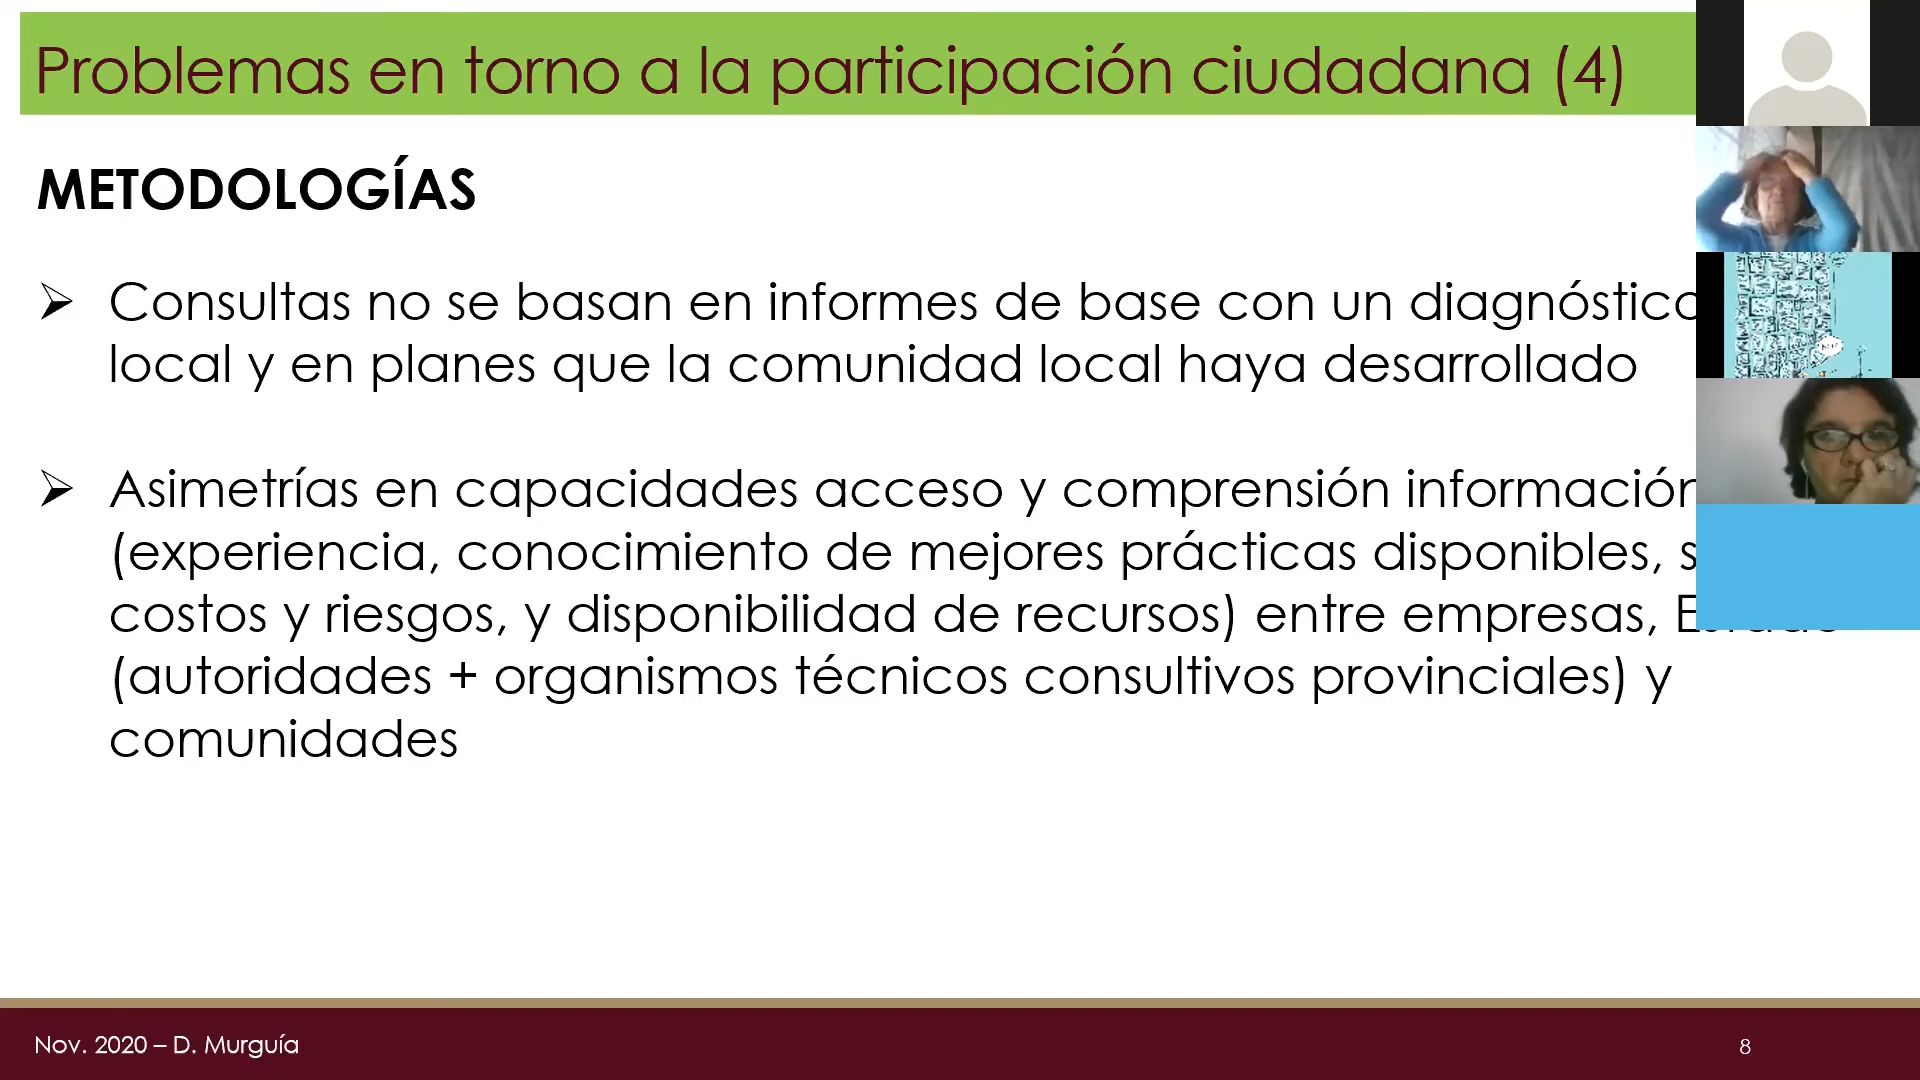 Problemas en torno a la participación ciudadana (4)
METODOLOGÍAS
➢ Consultas no se basan en informes de base con un diagnóstico
local y en planes que la comunidad local haya desarrollado
➢ Asimetrías en capacidades acceso y comprensión información
(experiencia, conocimiento de mejores prácticas disponibles,
costos y riesgos, y disponibilidad de recursos) entre empresas,
(autoridades + organismos técnicos consultivos provinciales) y
comunidades
Nov. 2020 – D. Murguía
8